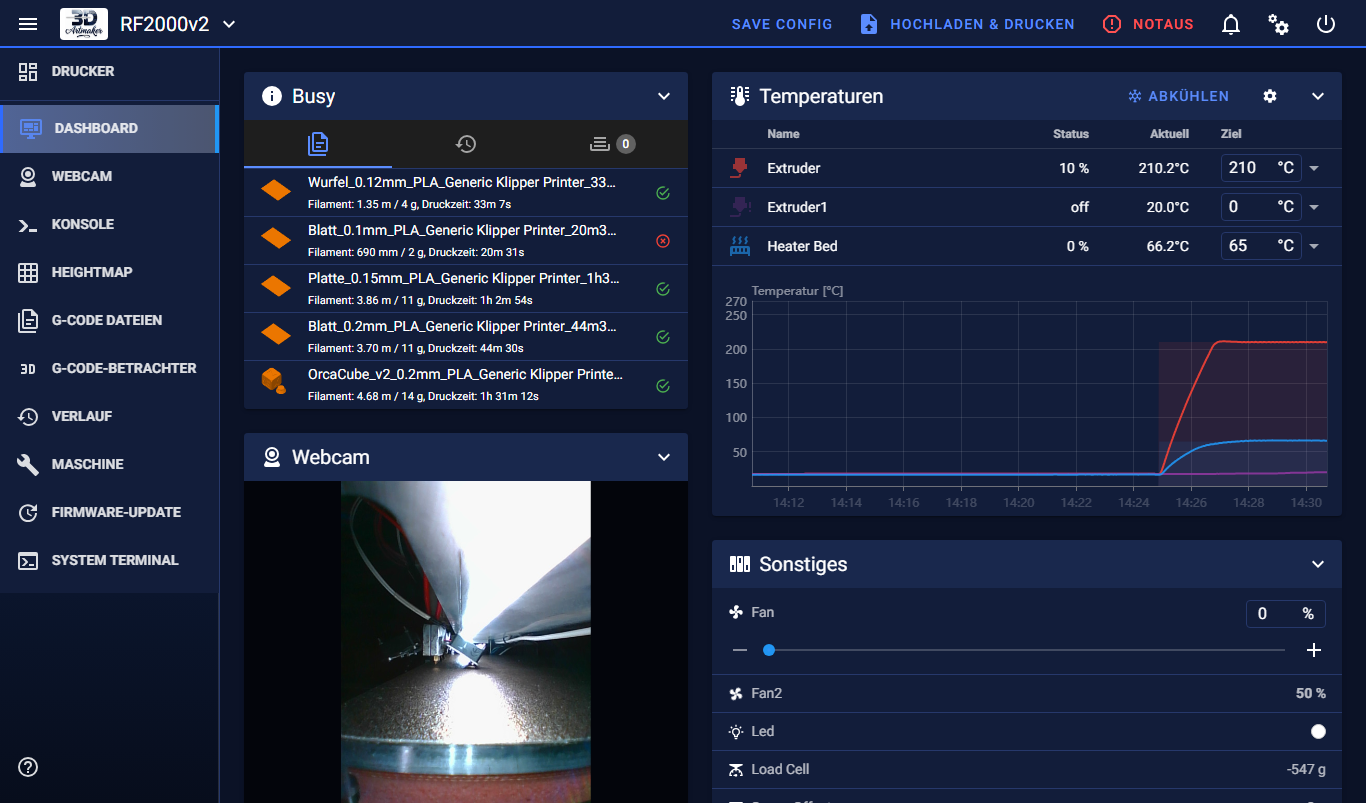 3D
Artmaker
RF2000v2
SAVE CONFIG
HOCHLADEN & DRUCKEN
NOTAUS
DRUCKER
DASHBOARD
WEBCAM
KONSOLE
HEIGHTMAP
G-CODE DATEIEN
3D G-CODE-BETRACHTER
VERLAUF
MASCHINE
FIRMWARE-UPDATE
SYSTEM TERMINAL
Busy
0
Wurfel_0.12mm_PLA_Generic Klipper Printer_33...
Filament: 1.35 m / 4 g, Druckzeit: 33m 7s
Blatt_0.1mm_PLA_Generic Klipper Printer_20m3...
Filament: 690 mm / 2 g, Druckzeit: 20m 31s
Platte_0.15mm_PLA_Generic Klipper Printer_1h3...
Filament: 3.86 m / 11 g, Druckzeit: 1h 2m 54s
Blatt_0.2mm_PLA_Generic Klipper Printer_44m3...
Filament: 3.70 m / 11 g, Druckzeit: 44m 30s
OrcaCube_v2_0.2mm_PLA_Generic Klipper Printe...
Filament: 4.68 m / 14 g, Druckzeit: 1h 31m 12s
Webcam
Temperaturen
ABKÜHLEN
Name Status Aktuell Ziel
Extruder 10 % 210.2°C 210 °C
Extruder1 off 20.0°C 0 °C
Heater Bed 0 % 66.2°C 65 °C
Temperatur [°C]
270
250
200
150
100
50
14:12 14:14 14:16 14:18 14:20 14:22 14:24 14:26 14:28 14:30
Sonstiges
Fan 0 %
Fan2 50 %
Led
Load Cell -547 g